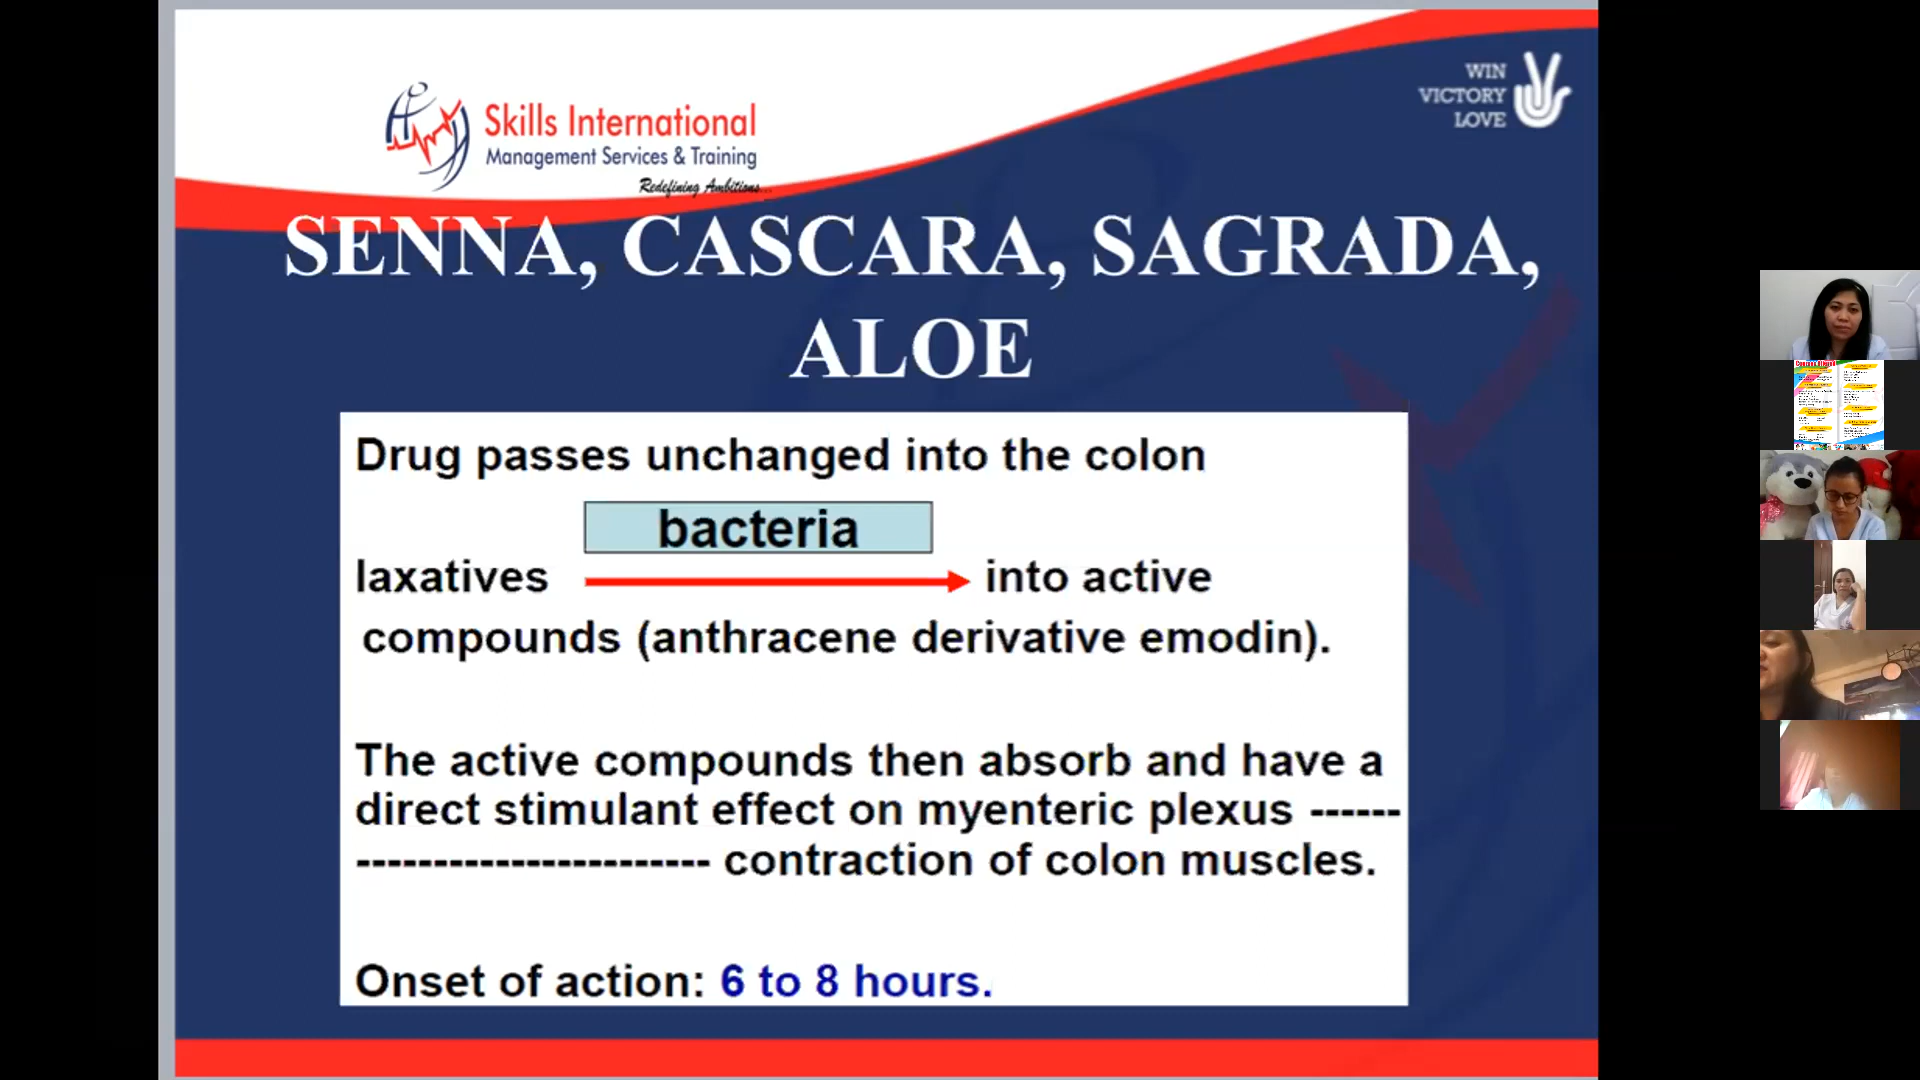 WIN
VICTORY
LOVE
Skills International
Management Services & Training
Redefining Ambitions...
SENNA, CASCARA, SAGRADA,
ALOE
Drug passes unchanged into the colon
bacteria
laxatives into active
compounds (anthracene derivative emodin).
The active compounds then absorb and have a
direct stimulant effect on myenteric plexus ------
----------------------- contraction of colon muscles.
Onset of action: 6 to 8 hours.